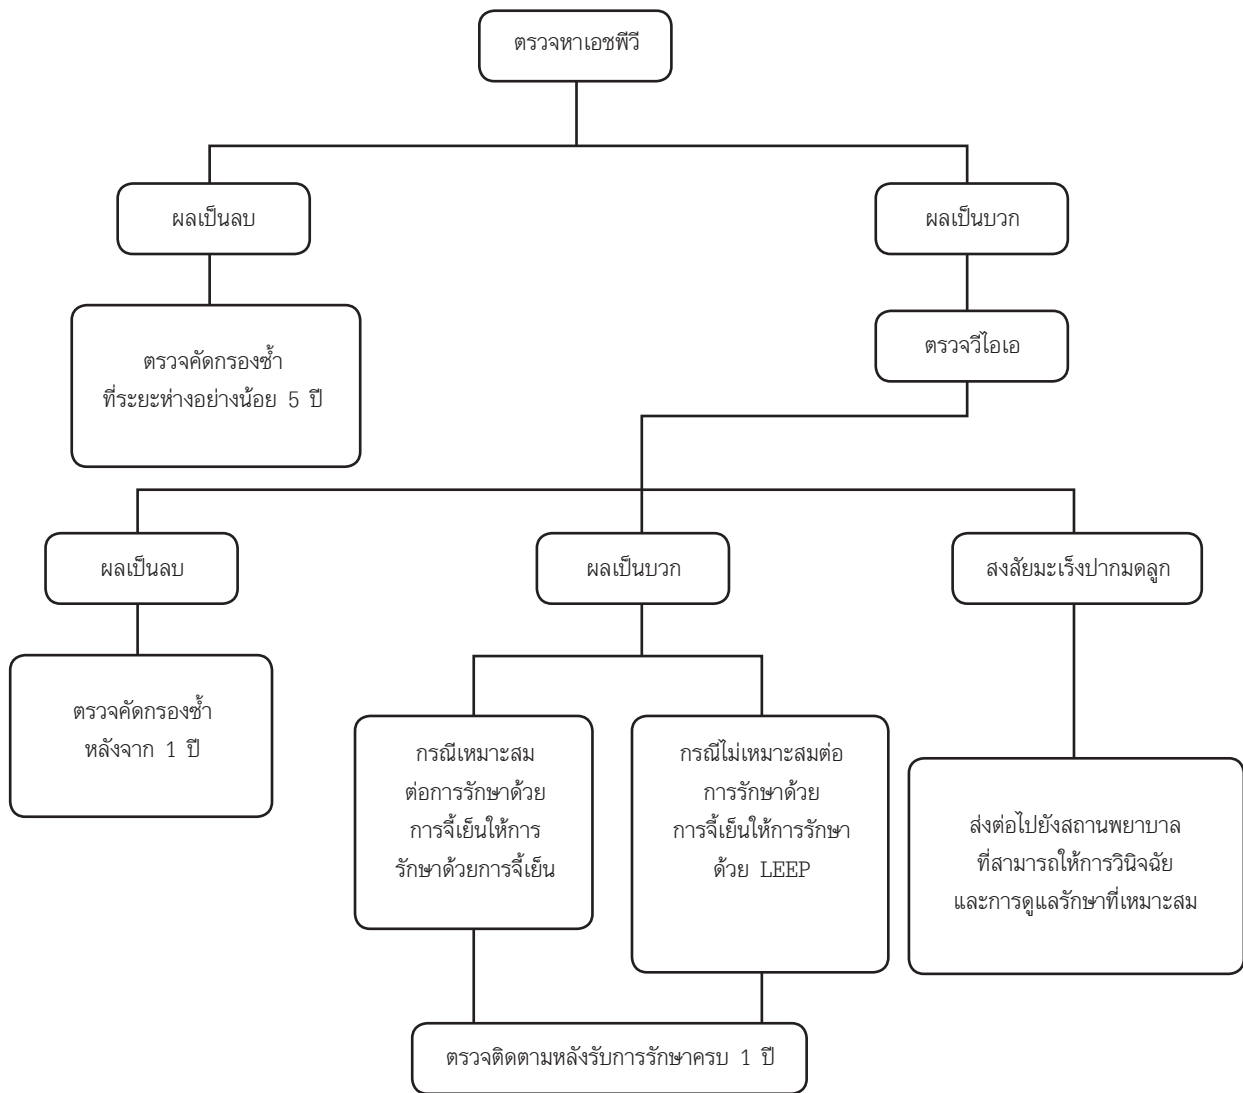 ตรวจหาเอชพีวี
ผลเป็นลบ
ผลเป็นบวก
ตรวจคัดกรองซ้ำ
ที่ระยะห่างอย่างน้อย 5 ปี
ตรวจวีไอเอ
ผลเป็นลบ
ผลเป็นบวก
สงสัยมะเร็งปากมดลูก
ตรวจคัดกรองซ้ำ
หลังจาก 1 ปี
กรณีเหมาะสม
ต่อการรักษาด้วย
การจี้เย็นให้การ
รักษาด้วยการจี้เย็น
กรณีไม่เหมาะสมต่อ
การรักษาด้วย
การจี้เย็นให้การรักษา
ด้วย LEEP
ส่งต่อไปยังสถานพยาบาล
ที่สามารถให้การวินิจฉัย
และการดูแลรักษาที่เหมาะสม
ตรวจติดตามหลังรับการรักษาครบ 1 ปี